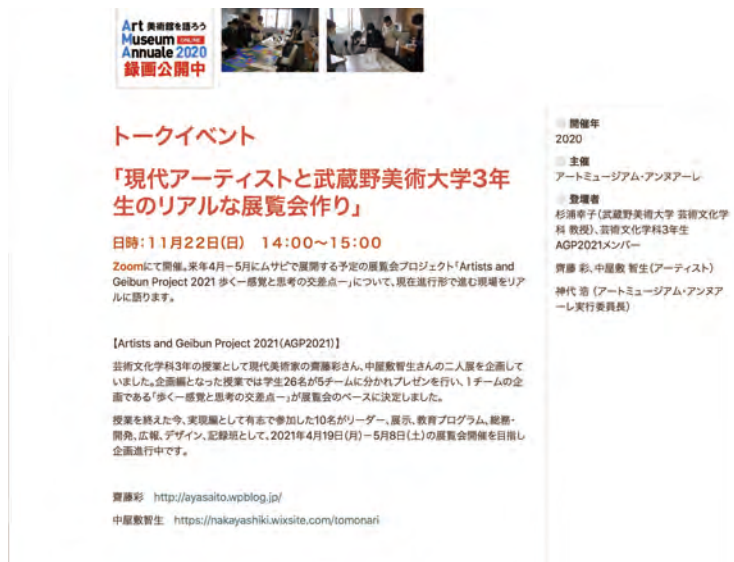 Art 美術館を語ろう
Museum ONLINE
Annuale 2020
録画公開中
トークイベント
「現代アーティストと武蔵野美術大学3年
生のリアルな展覧会作り」
日時：11月22日(日) 14:00〜15:00
Zoomにて開催。来年4月−5月にムサビで展開する予定の展覧会プロジェクト「Artists and
Geibun Project 2021 歩く−感覚と思考の交差点−」について、現在進行形で進む現場をリア
ルに語ります。
【Artists and Geibun Project 2021(AGP2021)】
芸術文化学科3年の授業として現代美術家の齋藤彩さん、中屋敷智生さんの二人展を企画して
いました。企画編となった授業では学生26名が5チームに分かれプレゼンを行い、1チームの企
画である「歩く−感覚と思考の交差点−」が展覧会のベースに決定しました。
授業を終えた今、実現編として有志で参加した10名がリーダー、展示、教育プログラム、総務・
開発、広報、デザイン、記録班として、2021年4月19日(月)−5月8日(土)の展覧会開催を目指し
企画進行中です。
齋藤彩 http://ayasaito.wpblog.jp/
中屋敷智生 https://nakayashiki.wixsite.com/tomonari
開催年
2020
主催
アートミュージアム・アンヌアーレ
登壇者
杉浦幸子(武蔵野美術大学 芸術文化学
科 教授)、芸術文化学科3年生
AGP2021メンバー
齋藤 彩、中屋敷 智生(アーティスト)
神代 浩 (アートミュージアム・アンヌア
ーレ実行委員長)